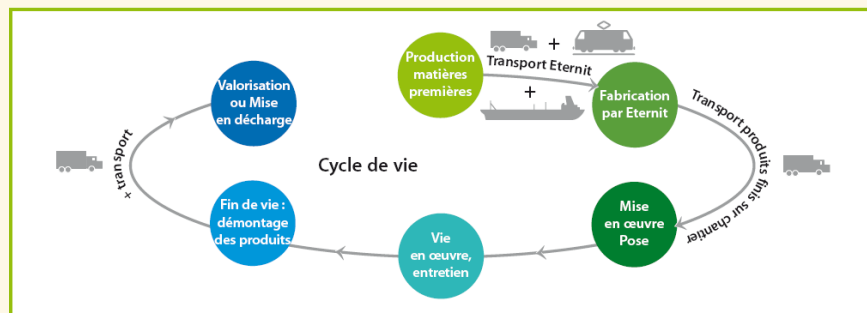 Production
matières
premières
+
Transport Eternit
+
Fabrication
par Eternit
Transport produits finis sur chantier
Mise
en œuvre
Pose
Vie
en œuvre,
entretien
Fin de vie :
démontage
des produits
+ transport
Valorisation
ou Mise
en décharge
Cycle de vie